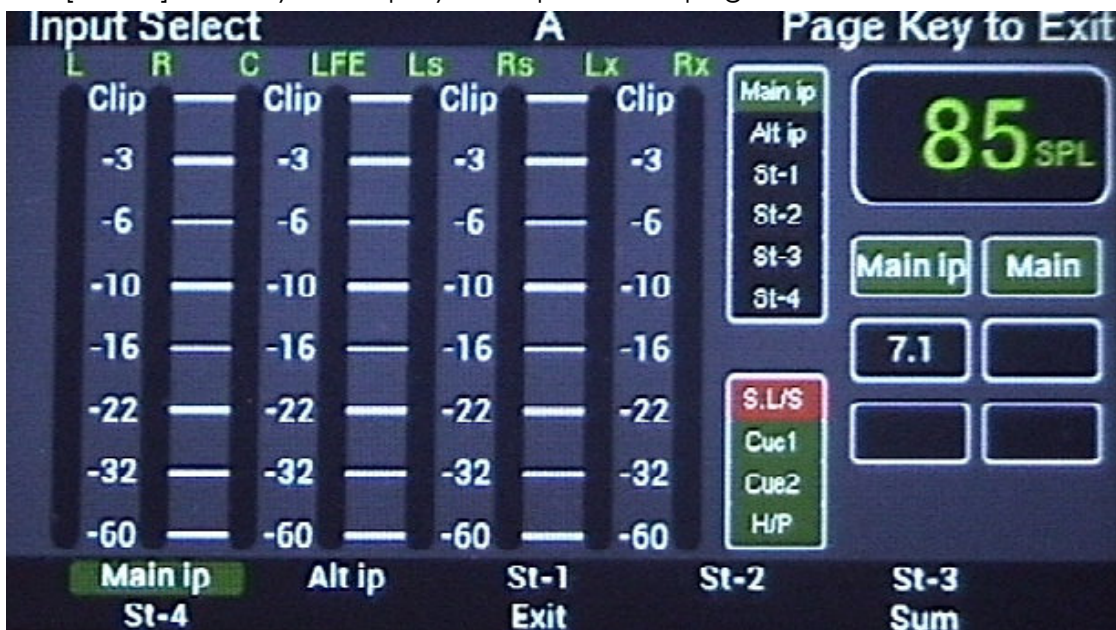 Input Select A Page Key to Exit
L R C LFE Ls Rs Lx Rx
Clip Clip Clip Clip
-3 -3 -3 -3
-6 -6 -6 -6
-10 -10 -10 -10
-16 -16 -16 -16
-22 -22 -22 -22
-32 -32 -32 -32
-60 -60 -60 -60
Main ip
Alt ip
St-1
St-2
St-3
St-4
S.L/S
Cue1
Cue2
H/P
85 SPL
Main ip Main
7.1
Main ip Alt ip St-1 St-2 St-3
St-4 Exit Sum